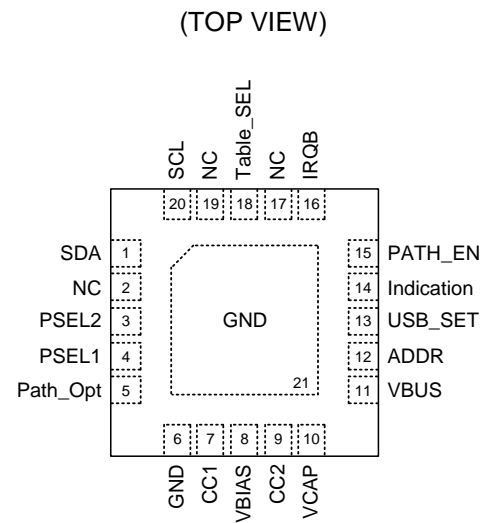 (TOP VIEW)
SCL
NC
Table_SEL
NC
IRQB
20
19
18
17
16
SDA 1
NC 2
PSEL2 3
PSEL1 4
Path_Opt 5
GND
21
15 PATH_EN
14 Indication
13 USB_SET
12 ADDR
11 VBUS
6
7
8
9
10
GND
CC1
VBIAS
CC2
VCAP